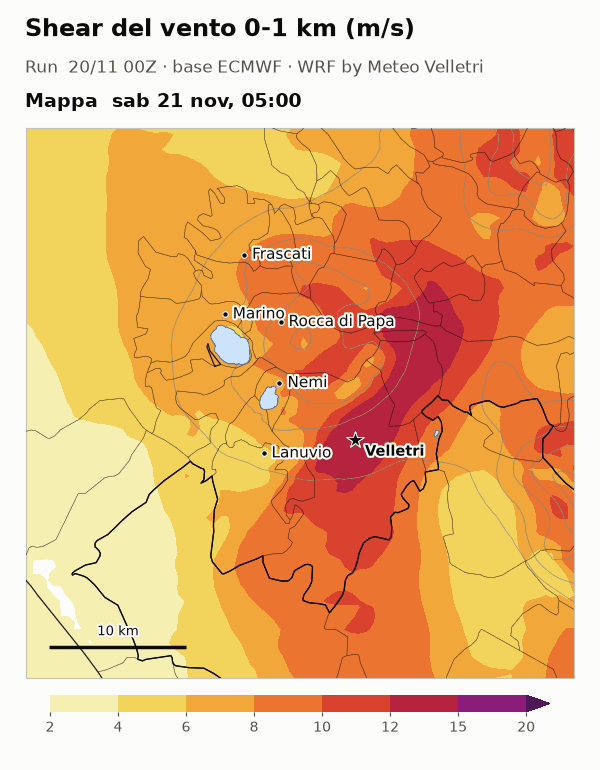 Shear del vento 0-1 km (m/s)
Run  20/11 00Z · base ECMWF · WRF by Meteo Velletri
Mappa  sab 21 nov, 05:00
Frascati
Marino
Rocca di Papa
Nemi
Velletri
Lanuvio
10 km
2 4 6 8 10 12 15 20